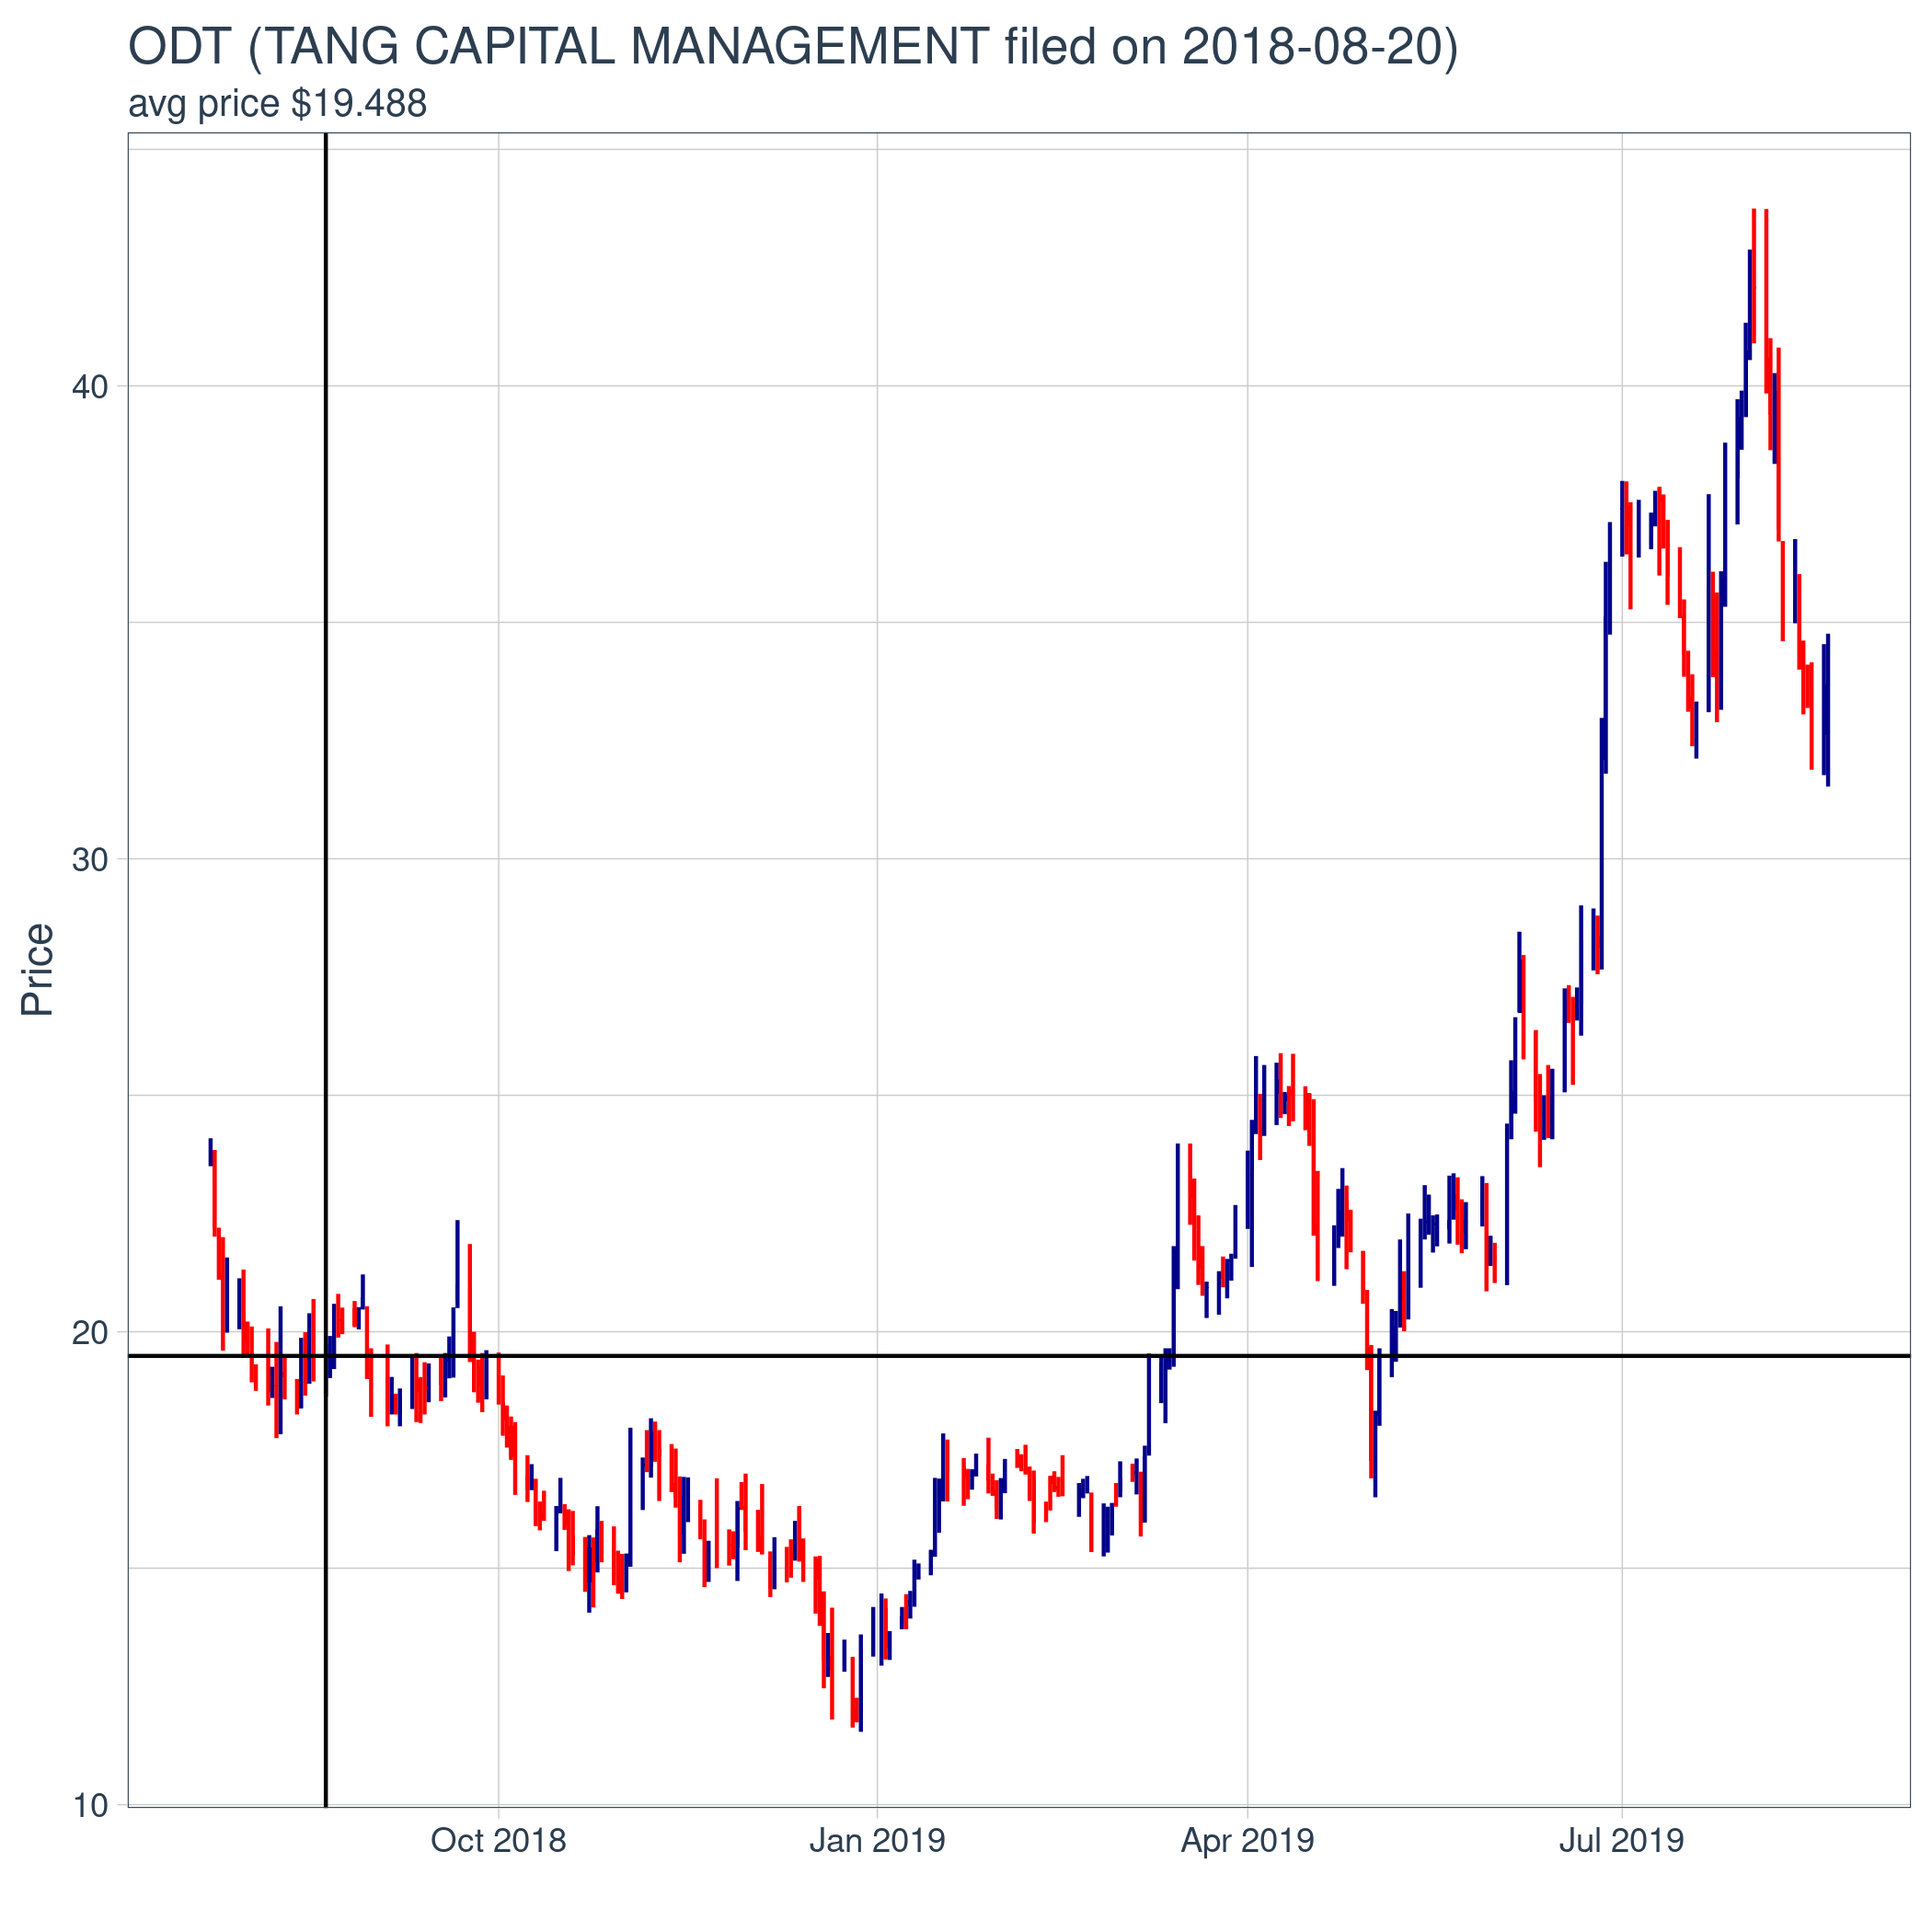 ODT (TANG CAPITAL MANAGEMENT filed on 2018-08-20)
avg price $19.488
40
30
20
10
Price
Oct 2018
Jan 2019
Apr 2019
Jul 2019